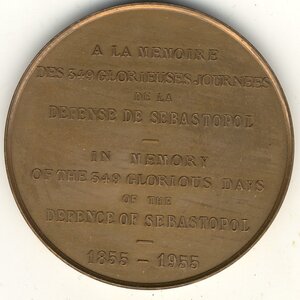 A LA MEMOIRE
DES 349 GLORIEUSES JOURNEES
DE LA
DEFENSE DE SEBASTOPOL
—
IN MEMORY
OF THE 349 GLORIOUS DAYS
OF THE
DEFENCE OF SEBASTOPOL
—
1855 – 1955